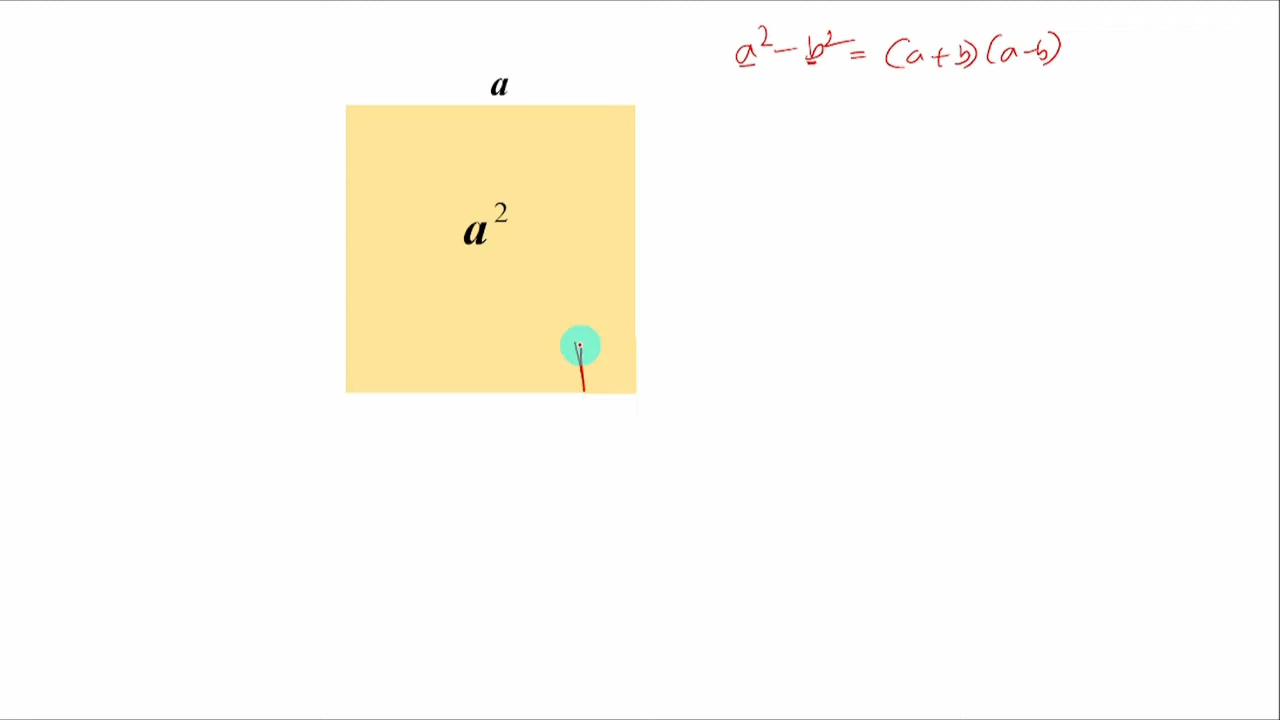 a² - b² = (a+b)(a-b)
a
a²